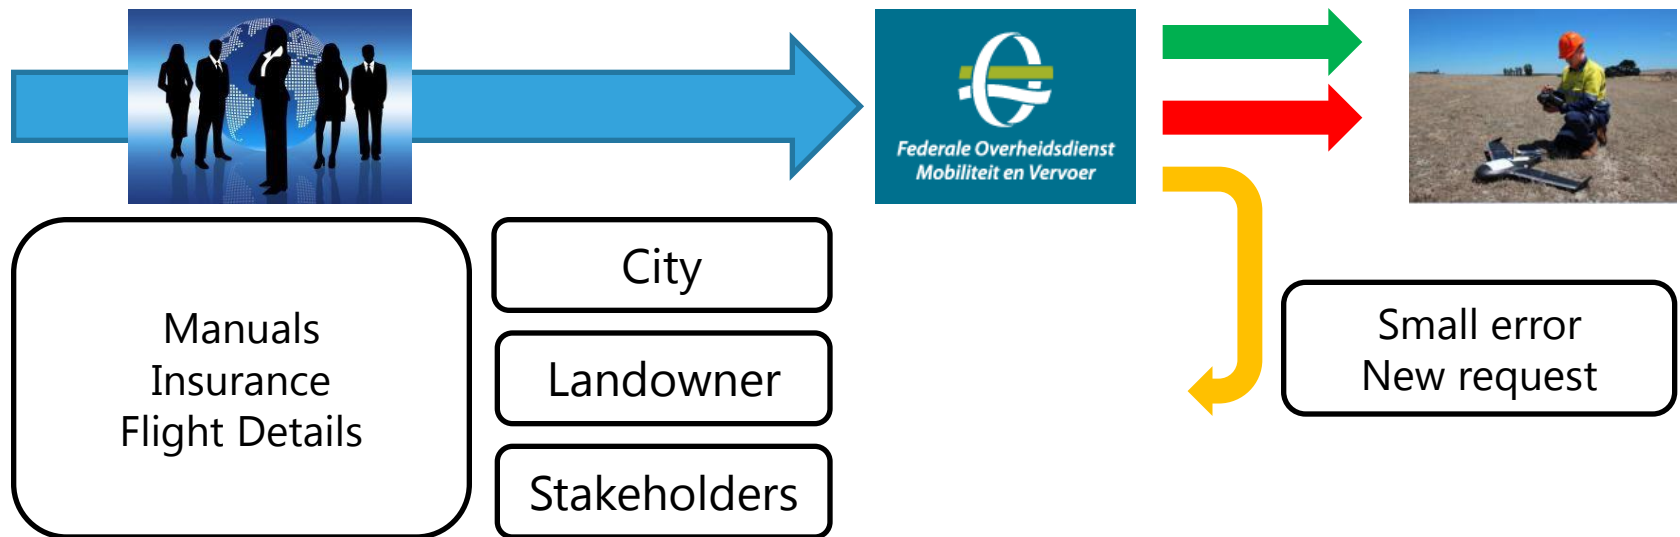 Federale Overheidsdienst
Mobiliteit en Vervoer
Manuals
Insurance
Flight Details
City
Landowner
Stakeholders
Small error
New request